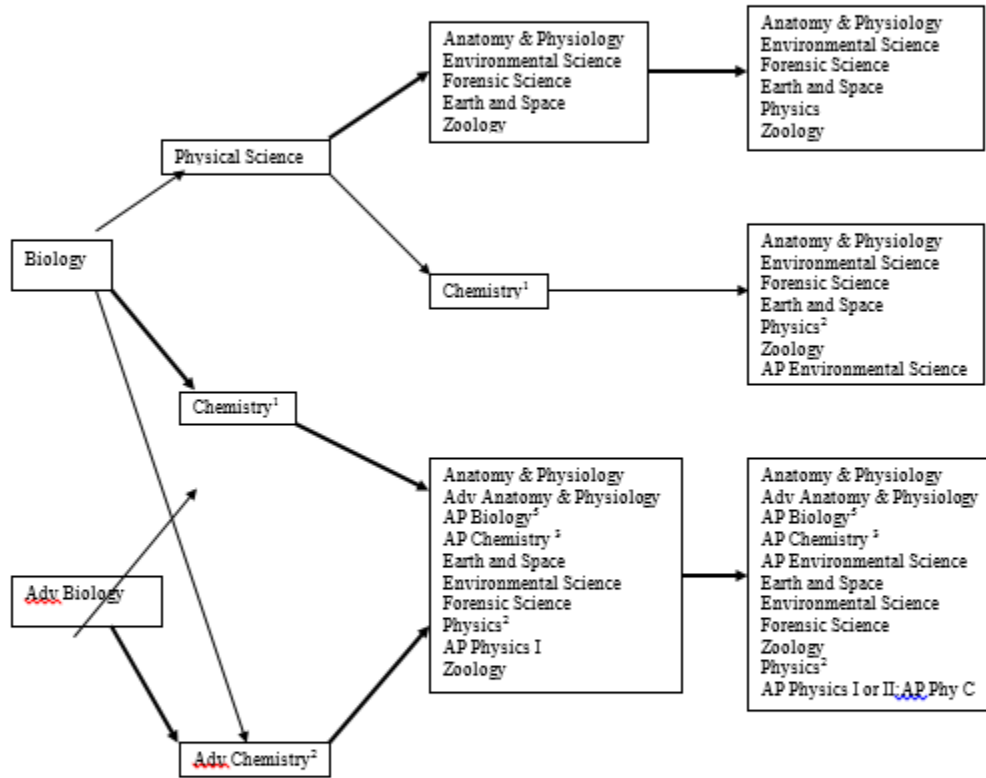 Anatomy & Physiology
Environmental Science
Forensic Science
Earth and Space
Zoology
Anatomy & Physiology
Environmental Science
Forensic Science
Earth and Space
Physics
Zoology
Physical Science
Biology
Chemistry¹
Anatomy & Physiology
Environmental Science
Forensic Science
Earth and Space
Physics²
Zoology
AP Environmental Science
Chemistry¹
Adv Biology
Adv Chemistry²
Anatomy & Physiology
Adv Anatomy & Physiology
AP Biology⁵
AP Chemistry ⁵
Earth and Space
Environmental Science
Forensic Science
Physics²
AP Physics I
Zoology
Anatomy & Physiology
Adv Anatomy & Physiology
AP Biology⁵
AP Chemistry ⁵
AP Environmental Science
Earth and Space
Environmental Science
Forensic Science
Zoology
Physics²
AP Physics I or II;AP Phy C